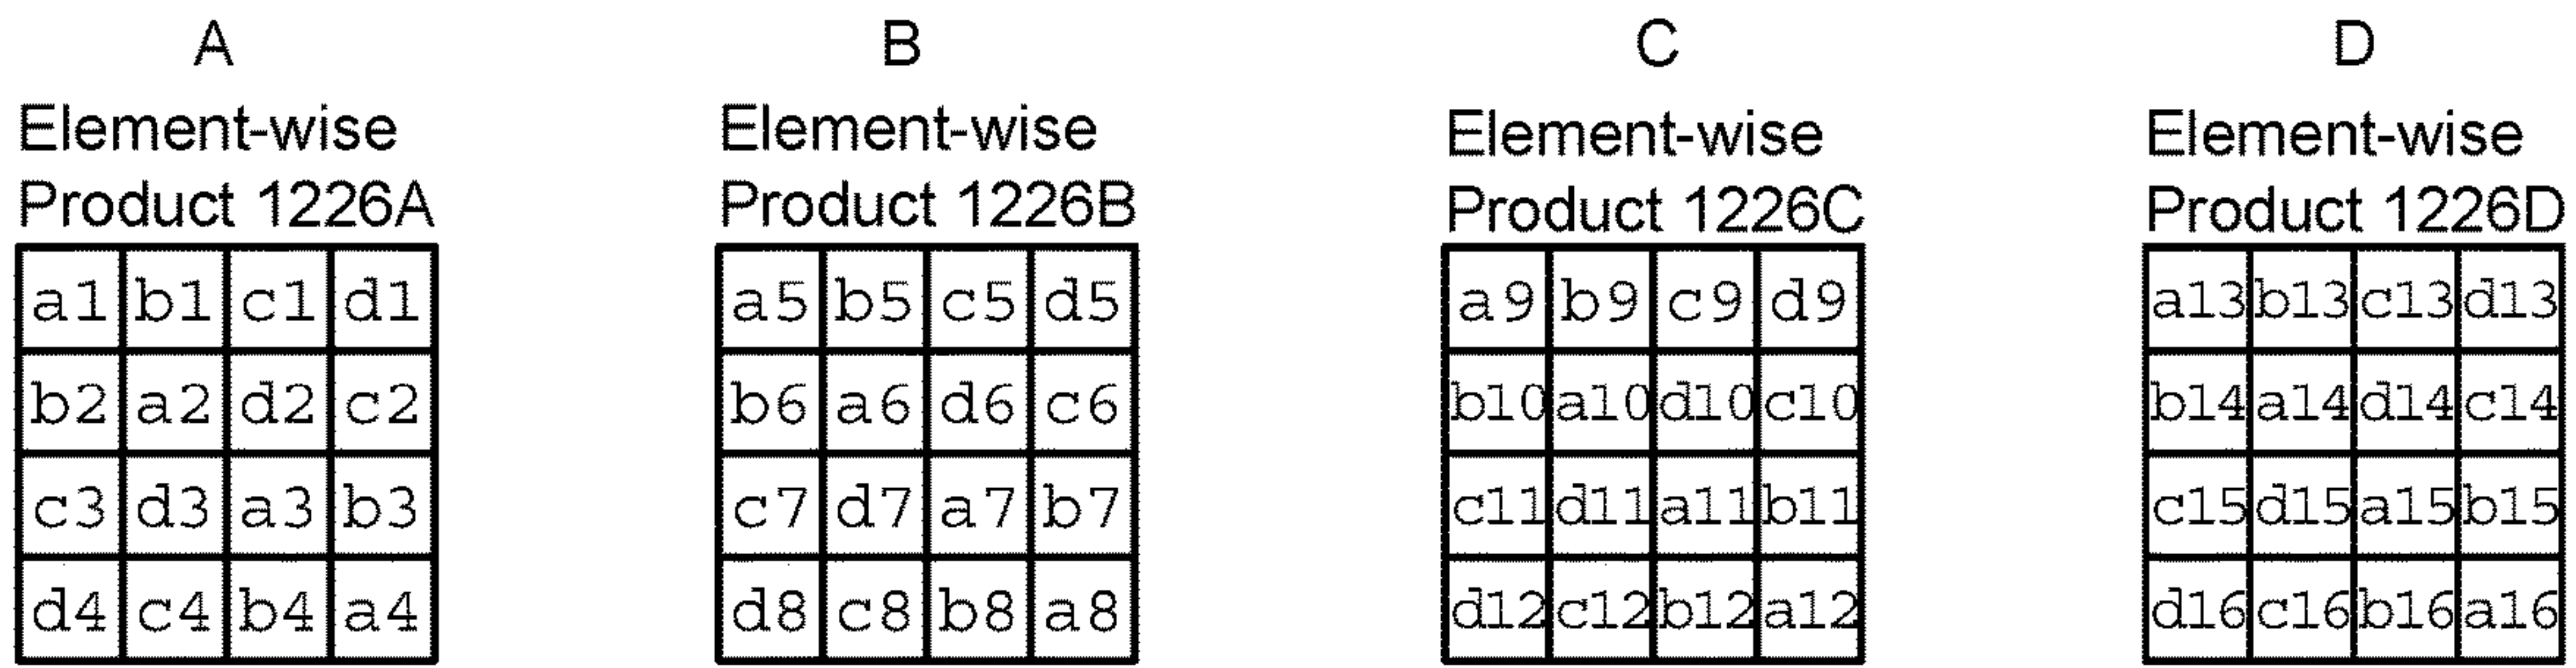 A B C D
Element-wise Element-wise Element-wise Element-wise
Product 1226A Product 1226B Product 1226C Product 1226D
a1 b1 c1 d1 a5 b5 c5 d5 a9 b9 c9 d9 a13 b13 c13 d13
b2 a2 d2 c2 b6 a6 d6 c6 b10 a10 d10 c10 b14 a14 d14 c14
c3 d3 a3 b3 c7 d7 a7 b7 c11 d11 a11 b11 c15 d15 a15 b15
d4 c4 b4 a4 d8 c8 b8 a8 d12 c12 b12 a12 d16 c16 b16 a16